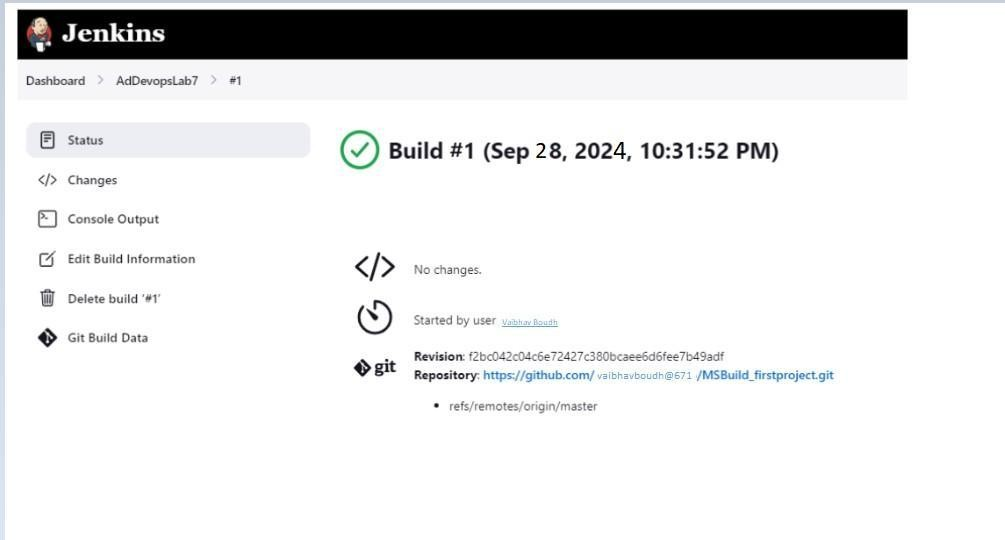 Jenkins
Dashboard > AdDevopsLab7 > #1
Status
Changes
Console Output
Edit Build Information
Delete build '#1'
Git Build Data
Build #1 (Sep 28, 2024, 10:31:52 PM)
No changes.
Started by user Vaibhav Boudh
git
Revision: f2bc042c04c6e72427c380bcaee6d6fee7b49adf
Repository: https://github.com/ vaibhavboudh@671 /MSBuild_firstproject.git
• refs/remotes/origin/master